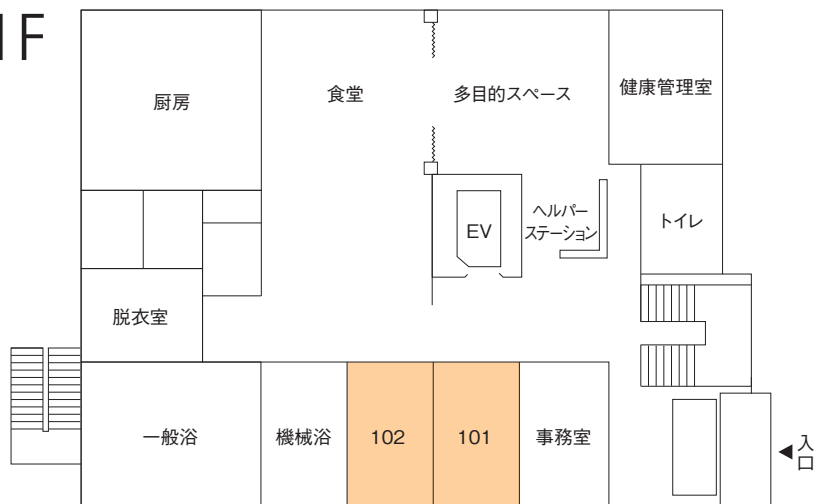 1F
厨房
食堂
多目的スペース
健康管理室
EV
ヘルパー
ステーション
トイレ
脱衣室
一般浴
機械浴
102
101
事務室
入口